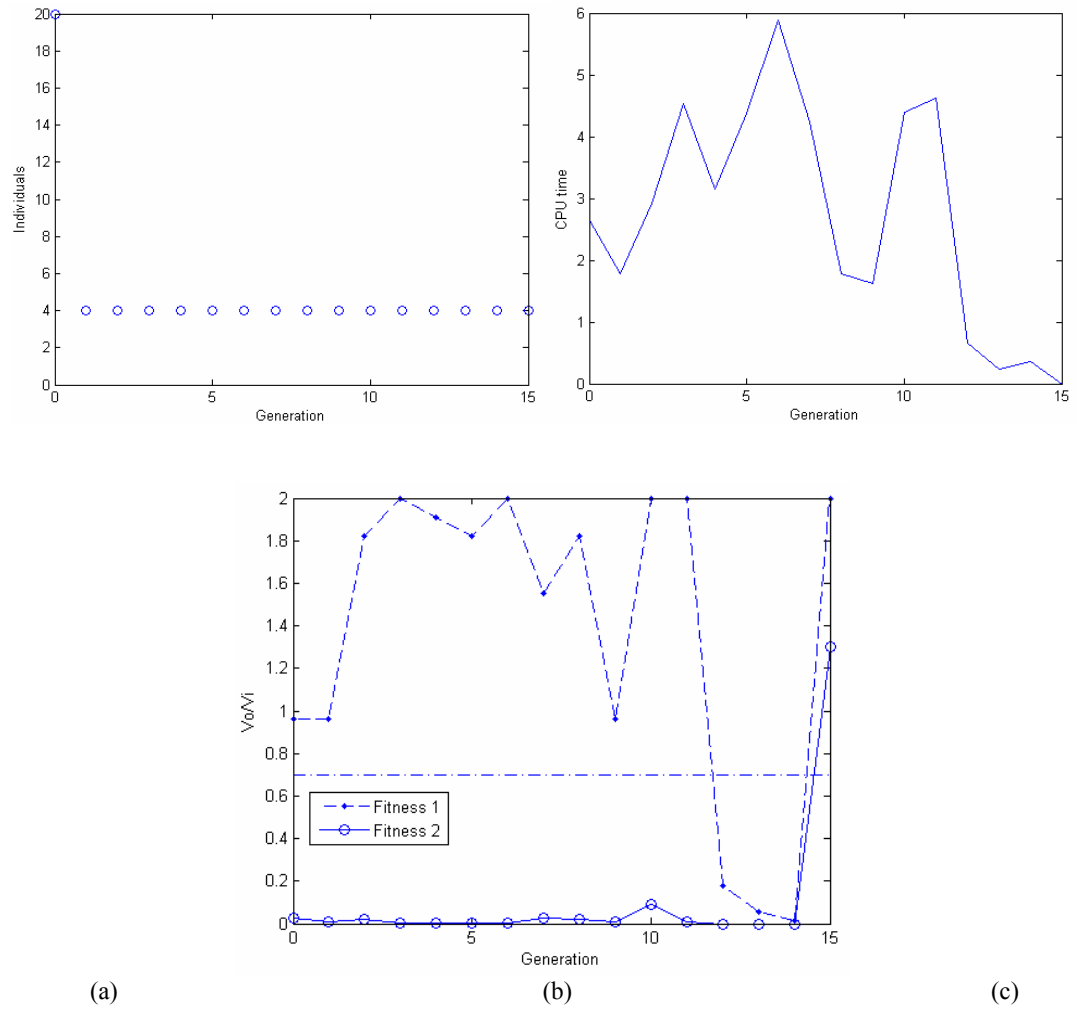 20
18
16
14
12
10
8
6
4
2
0
Individuals
0 5 10 15
Generation
6
5
4
3
2
1
0
CPU time
0 5 10 15
Generation
2
1.8
1.6
1.4
1.2
1
0.8
0.6
0.4
0.2
0
Vo/Vi
Fitness 1
Fitness 2
0 5 10 15
Generation
(a) (b) (c)